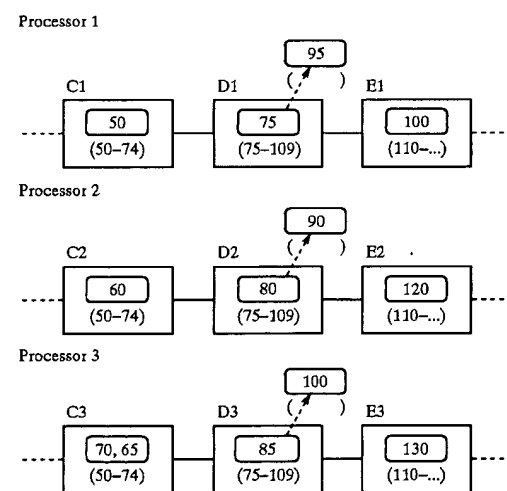 Processor 1
95
( )
C1 D1 E1
50 75 100
(50–74) (75–109) (110–...)
Processor 2
90
( )
C2 D2 E2
60 80 120
(50–74) (75–109) (110–...)
Processor 3
100
( )
C3 D3 E3
70, 65 85 130
(50–74) (75–109) (110–...)